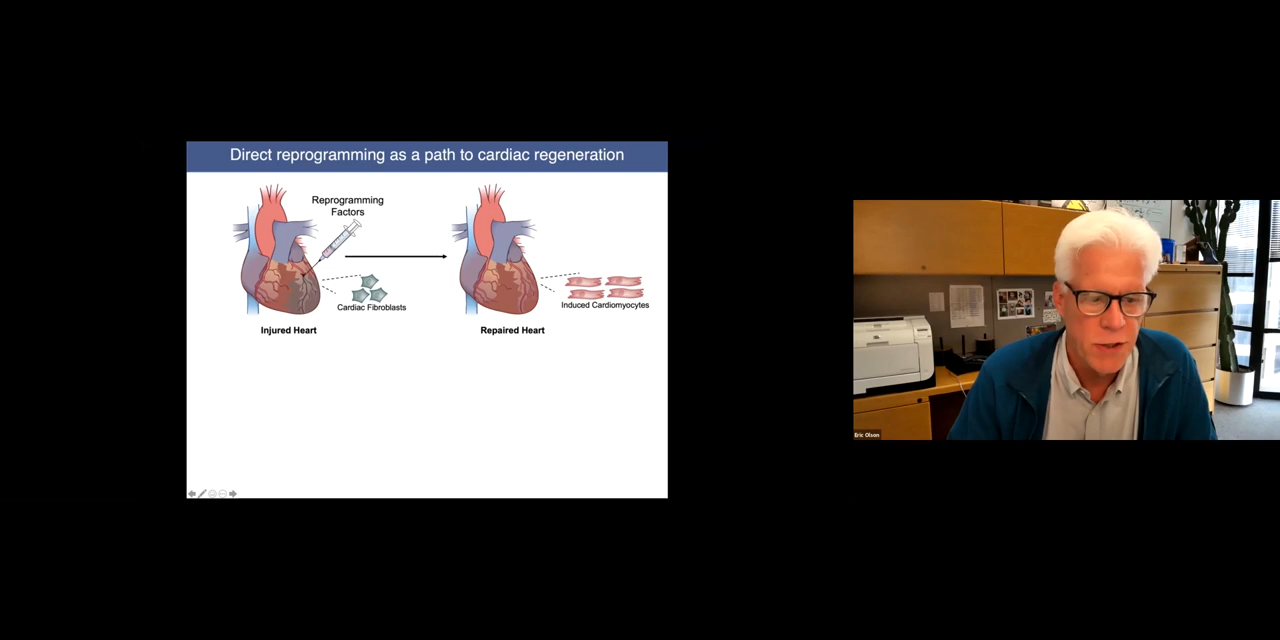 Direct reprogramming as a path to cardiac regeneration
Reprogramming
Factors
Cardiac Fibroblasts
Induced Cardiomyocytes
Injured Heart
Repaired Heart
Eric Olson